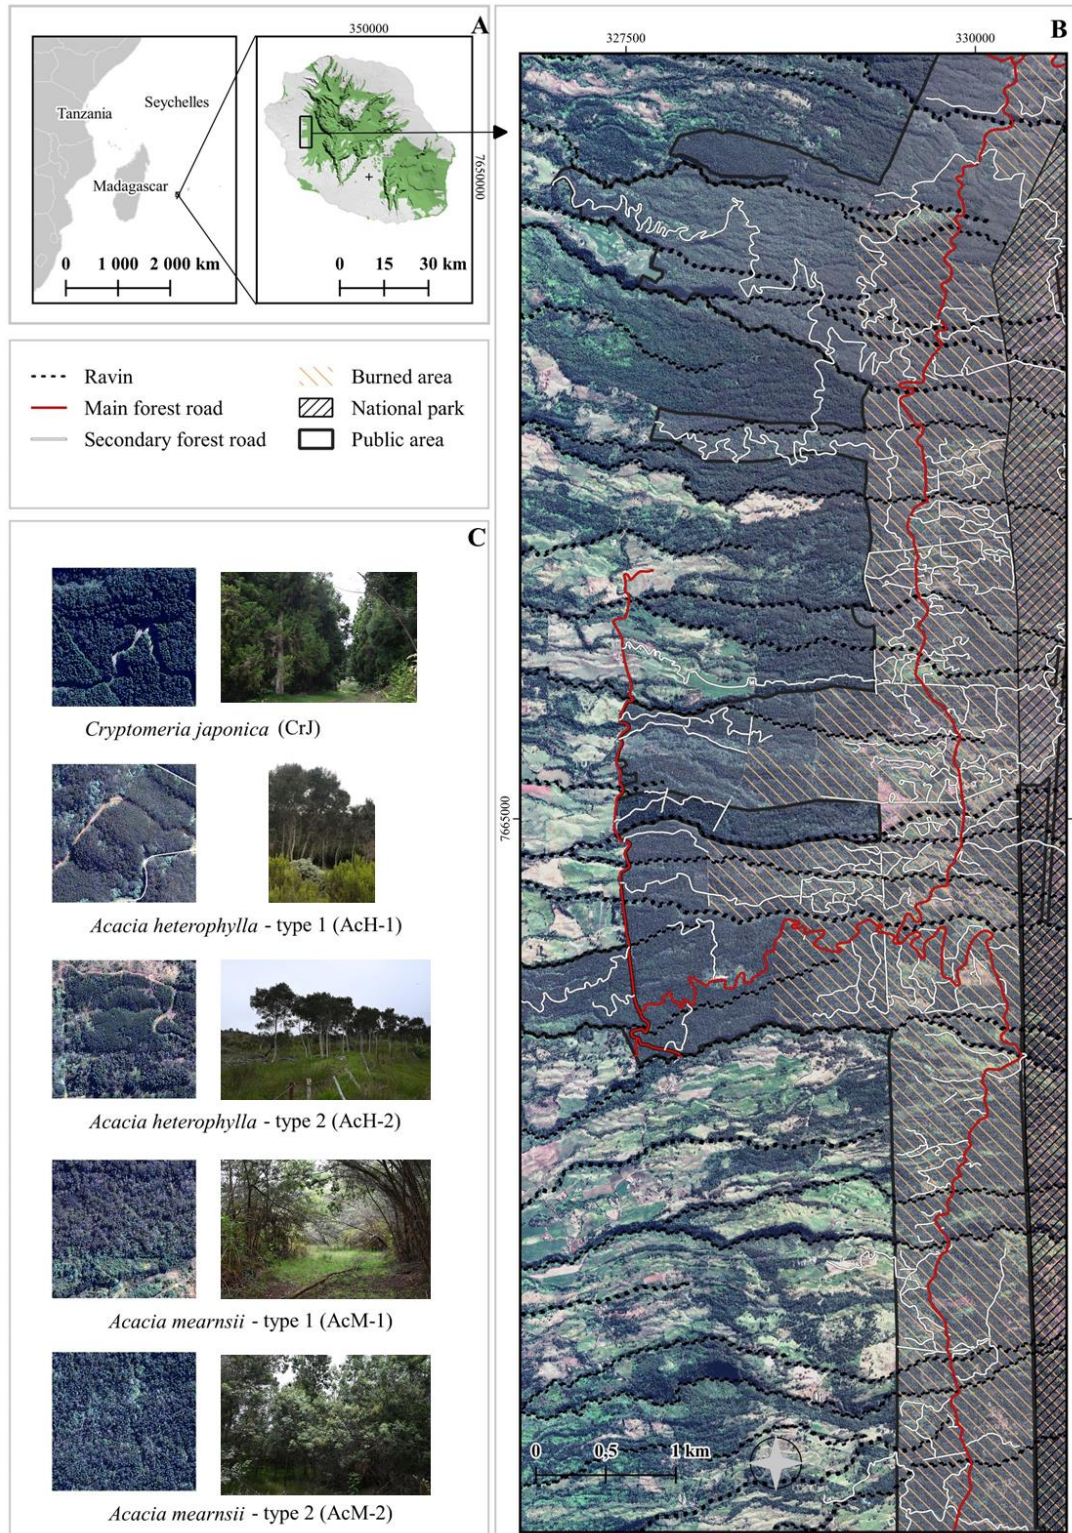 A
350000
Tanzania
Seychelles
Madagascar
7650000
0 1 000 2 000 km
0 15 30 km
Ravin
Main forest road
Secondary forest road
Burned area
National park
Public area
C
Cryptomeria japonica (CrJ)
Acacia heterophylla - type 1 (AcH-1)
Acacia heterophylla - type 2 (AcH-2)
Acacia mearnsii - type 1 (AcM-1)
Acacia mearnsii - type 2 (AcM-2)
B
327500 330000
7665000
0 0,5 1 km